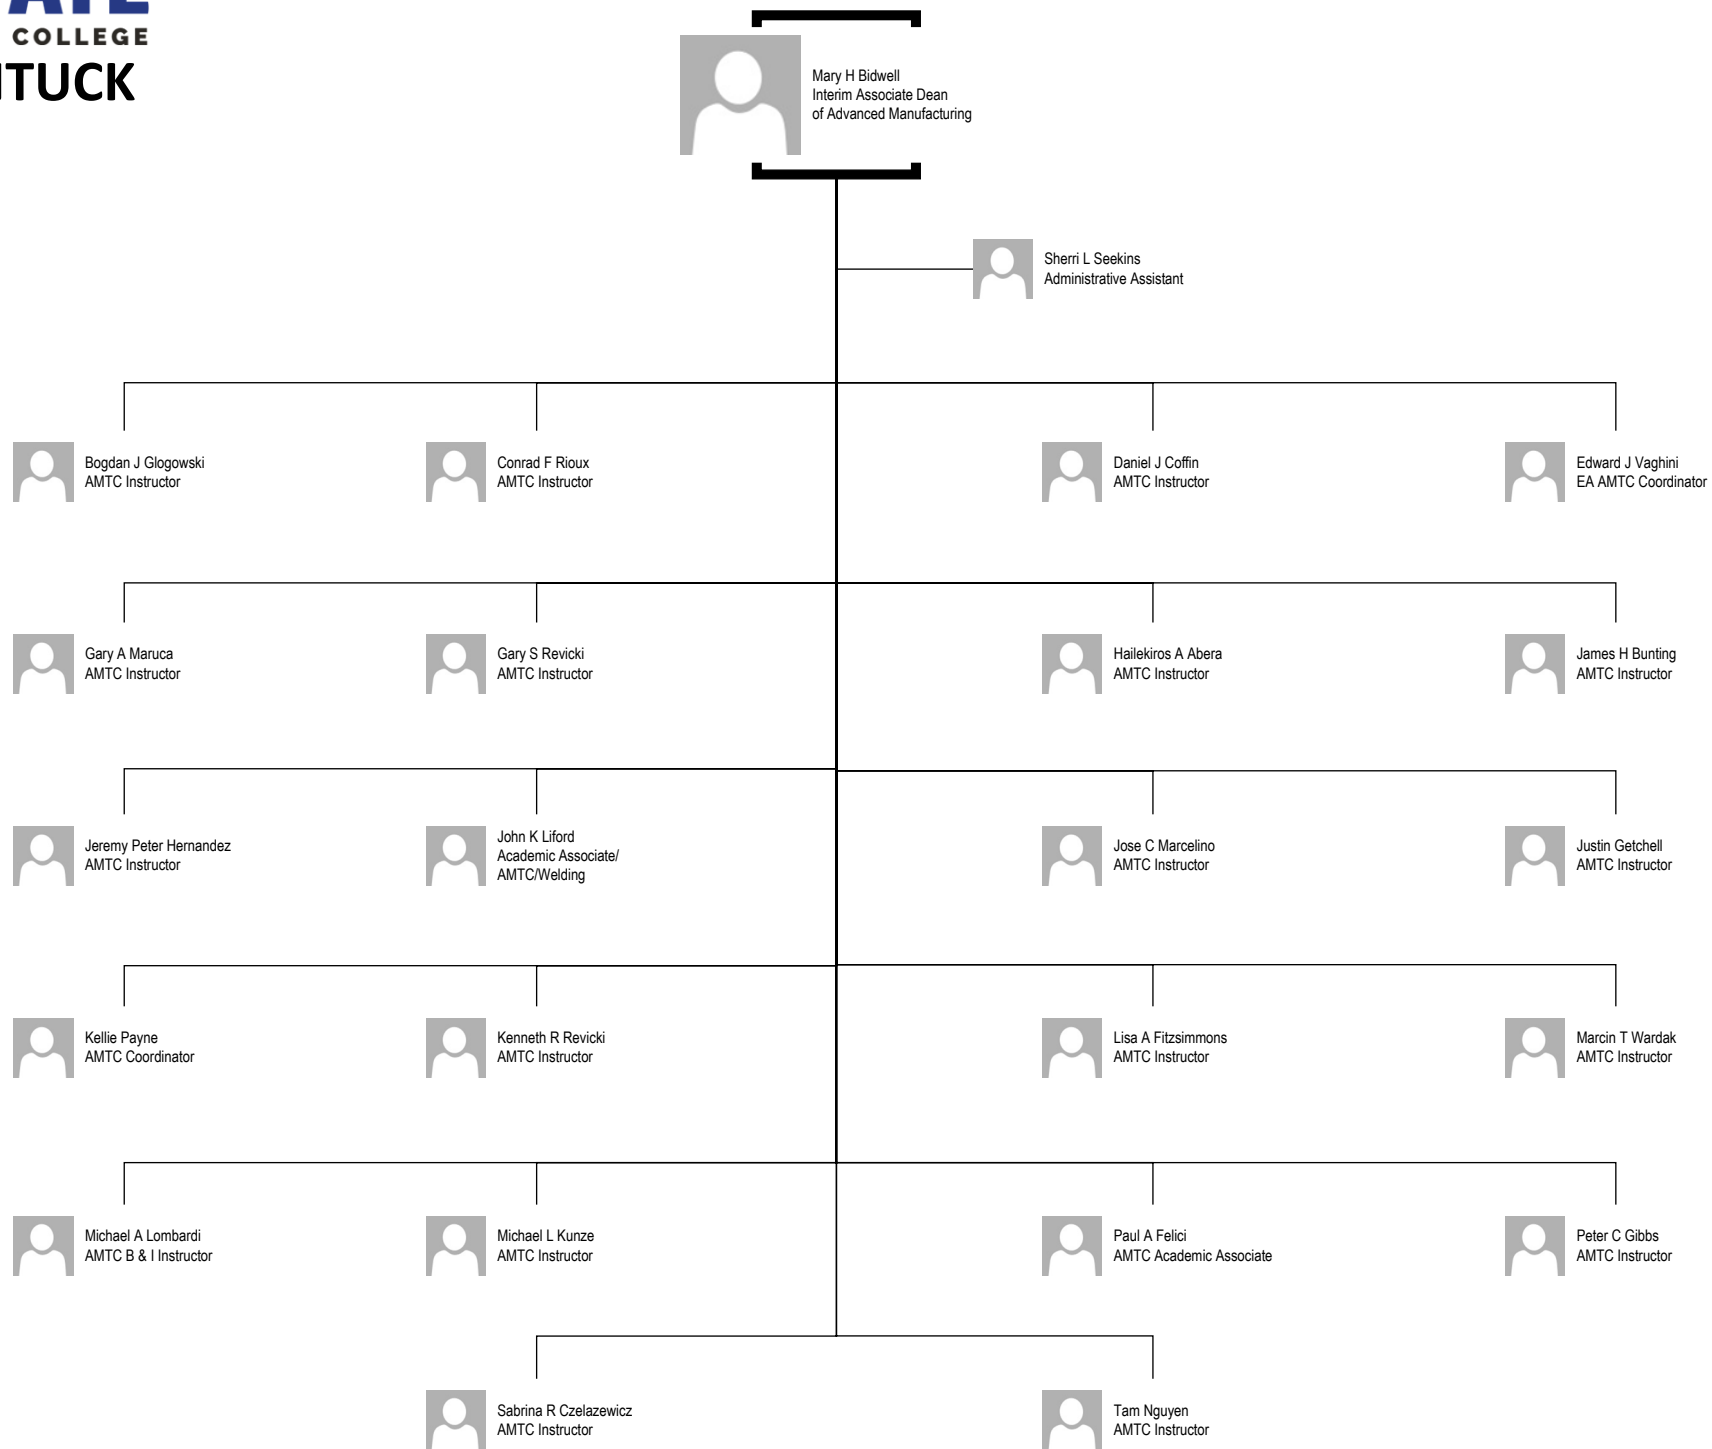 COLLEGE
Mary H Bidwell
Interim Associate Dean
of Advanced Manufacturing
Sherri L Seekins
Administrative Assistant
Bogdan J Glogowski
AMTC Instructor
Conrad F Rioux
AMTC Instructor
Daniel J Coffin
AMTC Instructor
Edward J Vaghini
EA AMTC Coordinator
Gary A Maruca
AMTC Instructor
Gary S Revicki
AMTC Instructor
Hailekiros A Abera
AMTC Instructor
James H Bunting
AMTC Instructor
Jeremy Peter Hernandez
AMTC Instructor
John K Liford
Academic Associate/
AMTC/Welding
Jose C Marcelino
AMTC Instructor
Justin Getchell
AMTC Instructor
Kellie Payne
AMTC Coordinator
Kenneth R Revicki
AMTC Instructor
Lisa A Fitzsimmons
AMTC Instructor
Marcin T Wardak
AMTC Instructor
Michael A Lombardi
AMTC B & I Instructor
Michael L Kunze
AMTC Instructor
Paul A Felici
AMTC Academic Associate
Peter C Gibbs
AMTC Instructor
Sabrina R Czelazewicz
AMTC Instructor
Tam Nguyen
AMTC Instructor